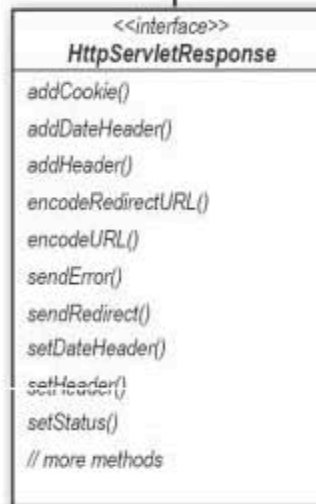 <<interface>>
HttpServletResponse
addCookie()
addDateHeader()
addHeader()
encodeRedirectURL()
encodeURL()
sendError()
sendRedirect()
setDateHeader()
setHeader()
setStatus()
// more methods